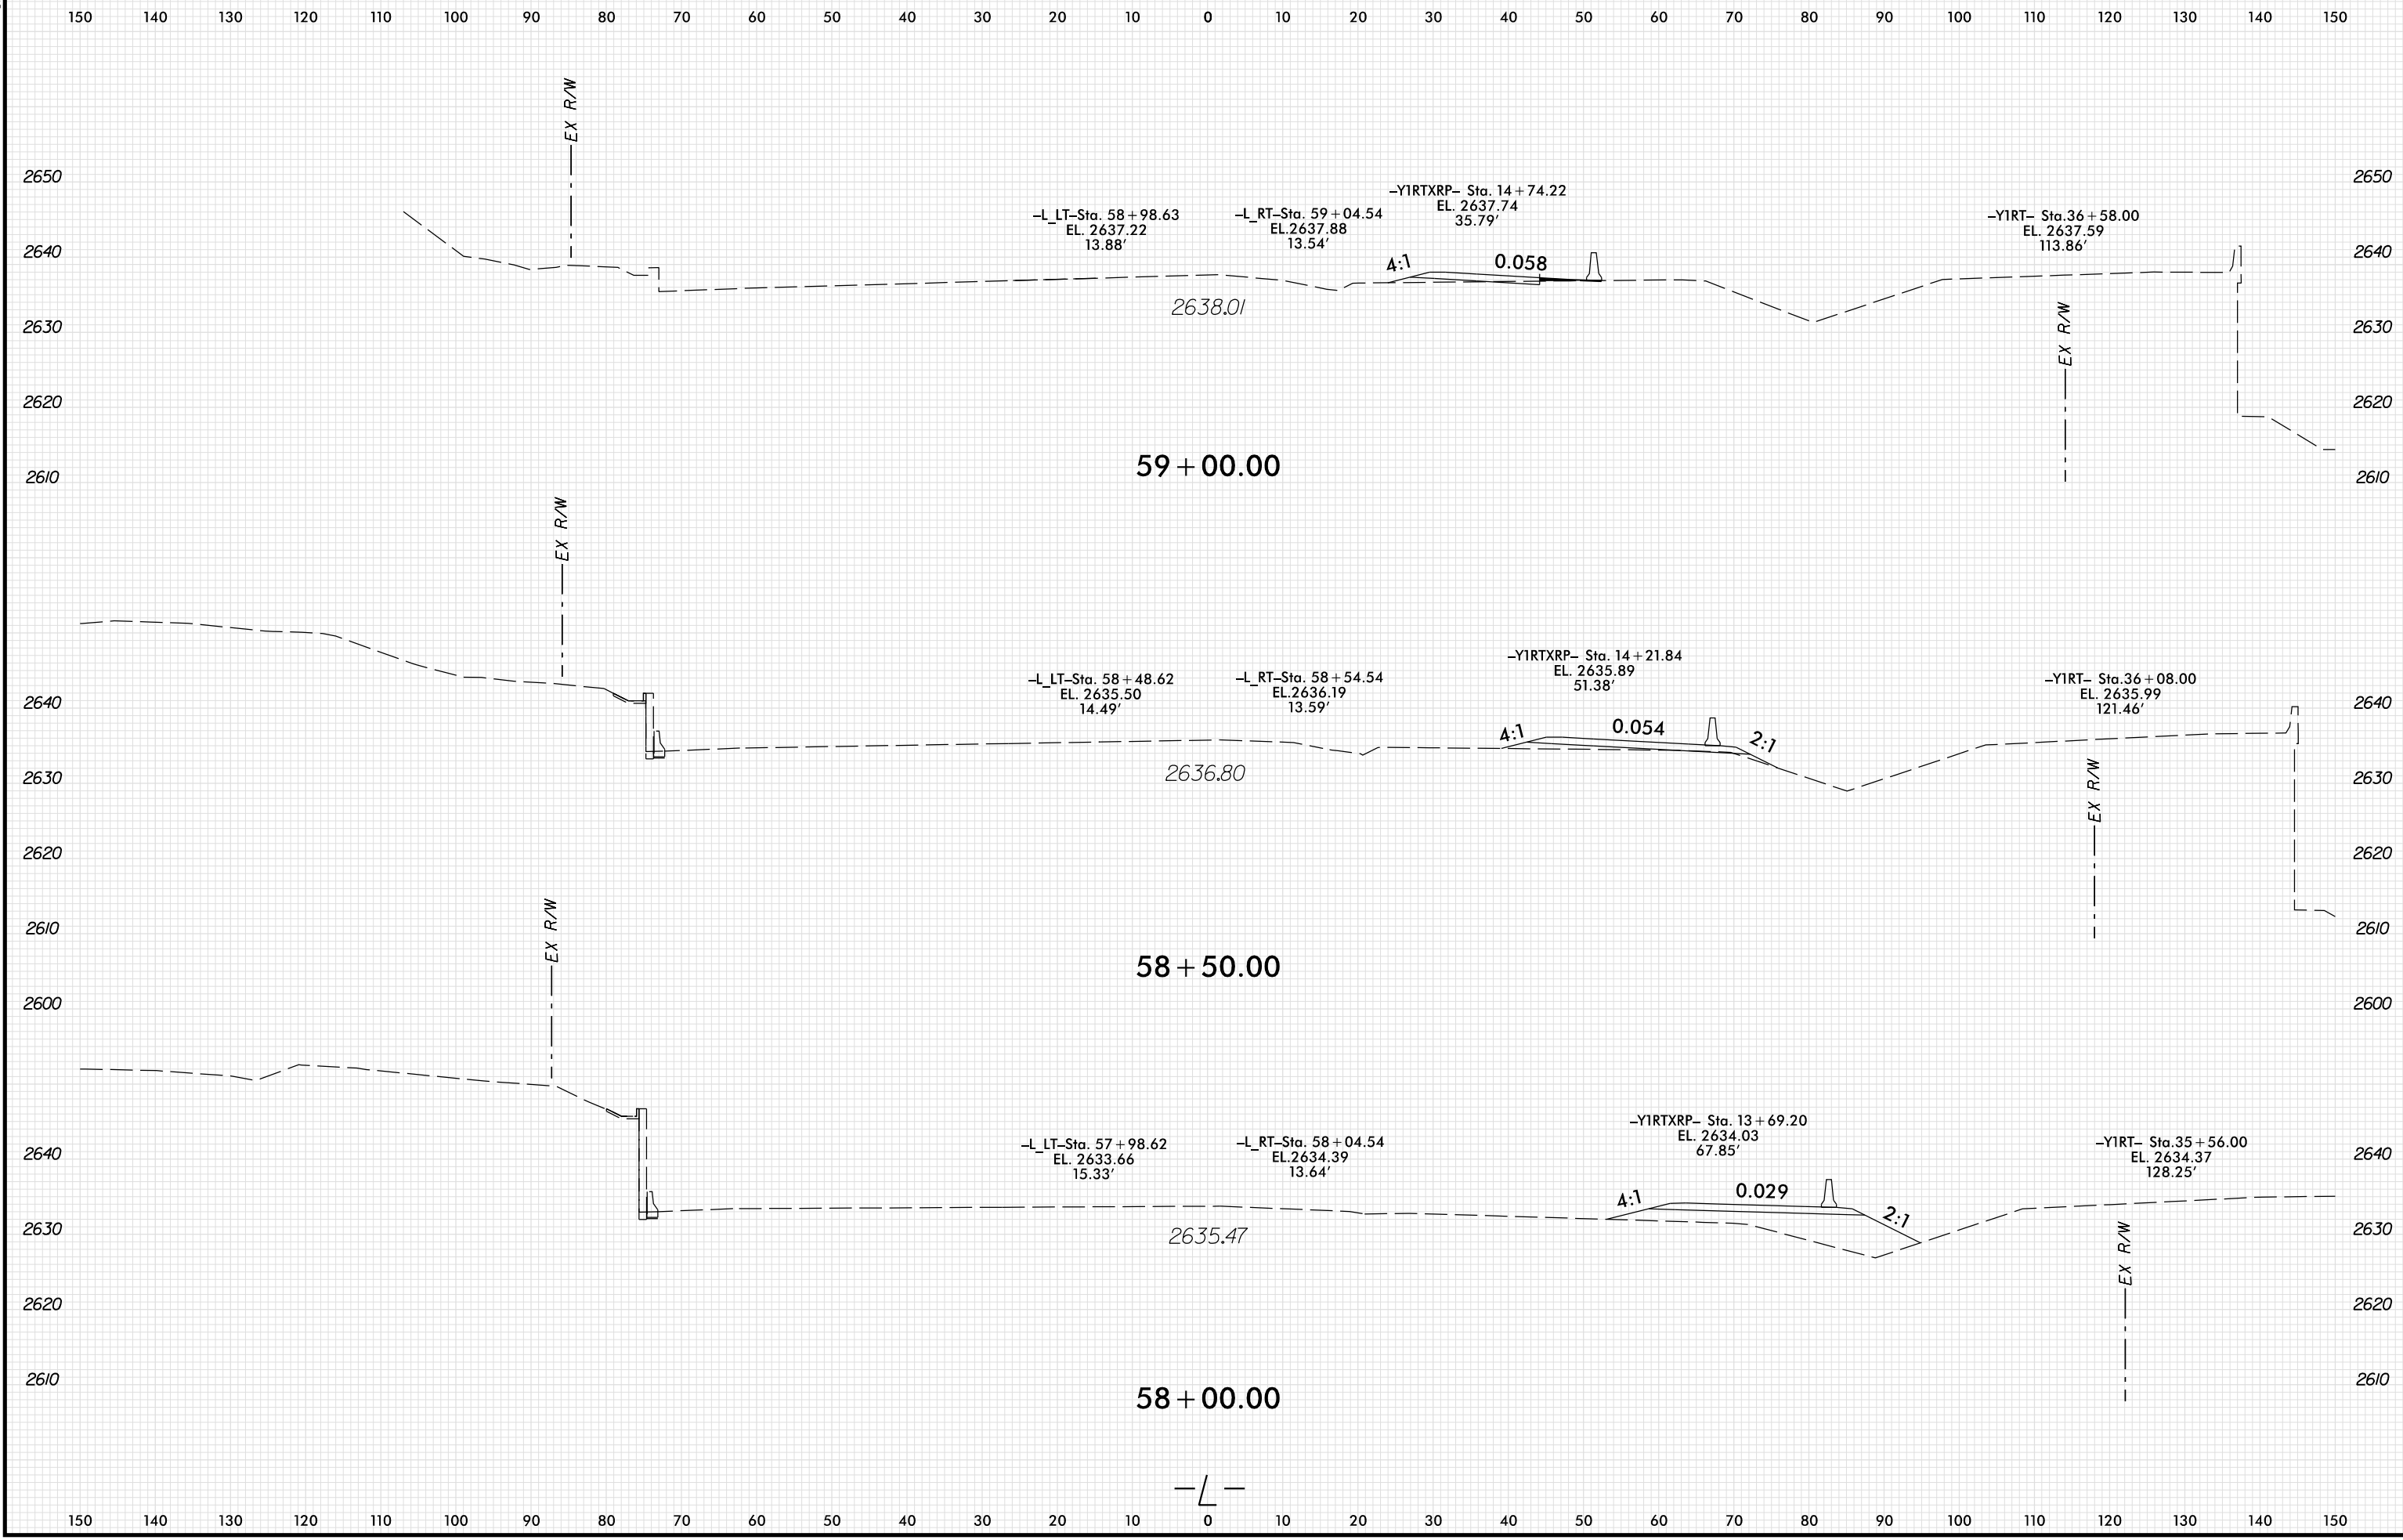 150 140 130 120 110 100 90 80 70 60 50 40 30 20 10 0 10 20 30 40 50 60 70 80 90 100 110 120 130 140 150
EX R/W
2650 2650
–Y1RTXRP– Sta. 14+74.22
EL. 2637.74
35.79'
–L_LT–Sta. 58+98.63
EL. 2637.22
13.88'
–L_RT–Sta. 59+04.54
EL.2637.88
13.54'
–Y1RT– Sta.36+58.00
EL. 2637.59
113.86'
2640 2640
4:1 0.058
2638.01
EX R/W
2630 2630
2620 2620
59+00.00
2610 2610
EX R/W
–Y1RTXRP– Sta. 14+21.84
EL. 2635.89
51.38'
–L_LT–Sta. 58+48.62
EL. 2635.50
14.49'
–L_RT–Sta. 58+54.54
EL.2636.19
13.59'
–Y1RT– Sta.36+08.00
EL. 2635.99
121.46'
2640 2640
4:1 0.054 2:1
2636.80
EX R/W
2630 2630
2620 2620
2610 2610
EX R/W
58+50.00
2600 2600
–Y1RTXRP– Sta. 13+69.20
EL. 2634.03
67.85'
–L_LT–Sta. 57+98.62
EL. 2633.66
15.33'
–L_RT–Sta. 58+04.54
EL.2634.39
13.64'
–Y1RT– Sta.35+56.00
EL. 2634.37
128.25'
2640 2640
4:1 0.029 2:1
2630 2630
2635.47
EX R/W
2620 2620
2610 2610
58+00.00
–L–
150 140 130 120 110 100 90 80 70 60 50 40 30 20 10 0 10 20 30 40 50 60 70 80 90 100 110 120 130 140 150